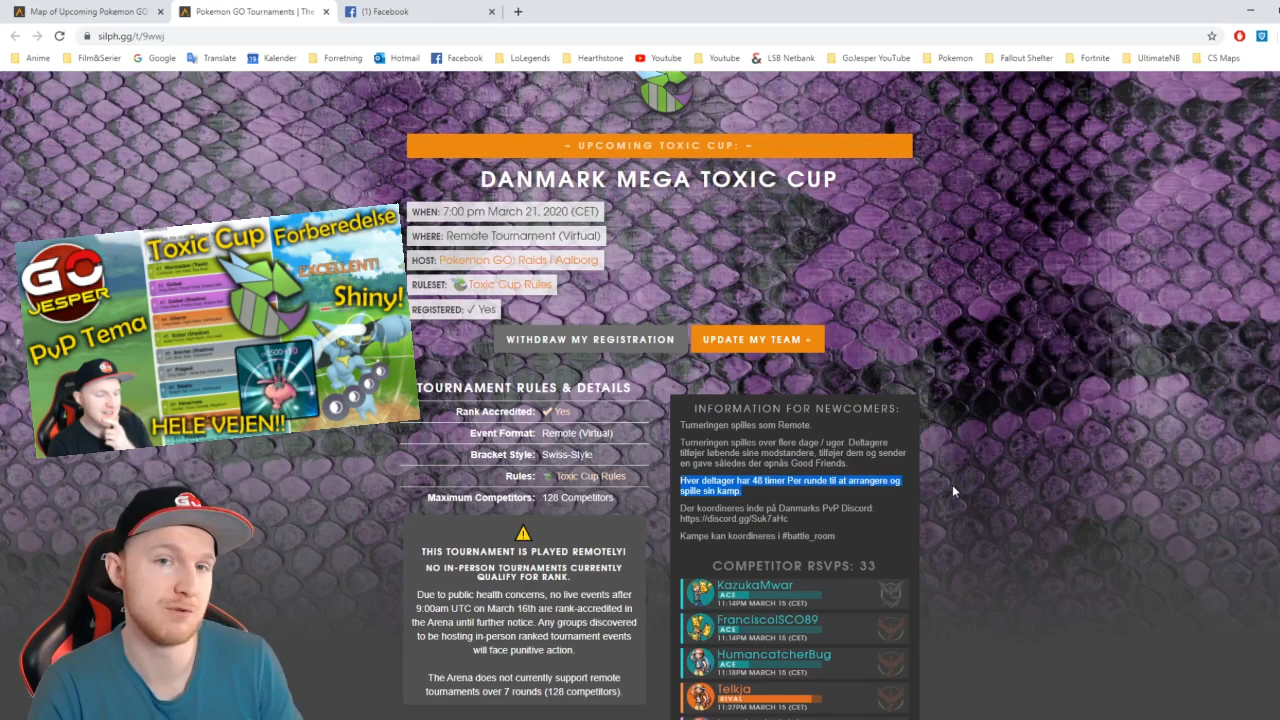 Map of Upcoming Pokemon GO
Pokemon GO Tournaments | The
(1) Facebook
silph.gg/t/9wwj
Anime
Film&Serier
Google
Translate
Kalender
Forretning
Hotmail
Facebook
LoLegends
Hearthstone
Youtube
Youtube
LSB Netbank
GoJesper YouTube
Pokemon
Fallout Shelter
Fortnite
UltimateNB
CS Maps
~ UPCOMING TOXIC CUP: ~
DANMARK MEGA TOXIC CUP
WHEN: 7:00 pm March 21, 2020 (CET)
WHERE: Remote Tournament (Virtual)
HOST: Pokemon GO: Raids i Aalborg
RULESET: Toxic Cup Rules
REGISTERED: ✓ Yes
WITHDRAW MY REGISTRATION
UPDATE MY TEAM »
GO
JESPER
Toxic Cup Forberedelse
EXCELLENT!
Shiny!
PvP Tema
HELE VEJEN!!
TOURNAMENT RULES & DETAILS
Rank Accredited: ✓ Yes
Event Format: Remote (Virtual)
Bracket Style: Swiss-Style
Rules: Toxic Cup Rules
Maximum Competitors: 128 Competitors
THIS TOURNAMENT IS PLAYED REMOTELY!
NO IN-PERSON TOURNAMENTS CURRENTLY
QUALIFY FOR RANK.
Due to public health concerns, no live events after
9:00am UTC on March 16th are rank-accredited in
the Arena until further notice. Any groups discovered
to be hosting in-person ranked tournament events
will face punitive action.
The Arena does not currently support remote
tournaments over 7 rounds (128 competitors).
INFORMATION FOR NEWCOMERS:
Turneringen spilles som Remote.
Turneringen spilles over flere dage / uger. Deltagere
tilføjer løbende sine modstandere, tilføjer dem og sender
en gave således der opnås Good Friends.
Hver deltager har 48 timer Per runde til at arrangere og
spille sin kamp.
Der koordineres inde på Danmarks PvP Discord:
https://discord.gg/Suk7aHc
Kampe kan koordineres i #battle_room
COMPETITOR RSVPS: 33
KazukaMwar
ACE
11:14PM MARCH 15 (CET)
FranciscoISCO89
ACE
11:14PM MARCH 15 (CET)
HumancatcherBug
ACE
11:18PM MARCH 15 (CET)
Telkja
RIVAL
11:27PM MARCH 15 (CET)